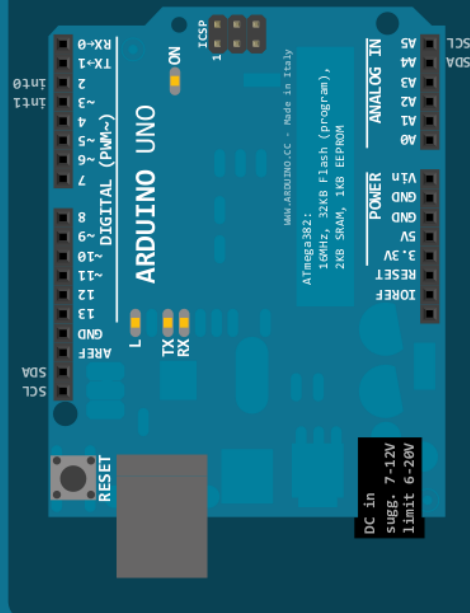 RX←0
TX→1
int0
2
int1
~3
4
~5
~6
7
8
~9
~10
~11
12
13
GND
AREF
SDA
SCL
DIGITAL (PWM~)
ARDUINO UNO
ON
ICSP
1
L
TX
RX
RESET
WWW.ARDUINO.CC - Made in Italy
ATmega382:
16MHz, 32KB Flash (program),
2KB SRAM, 1KB EEPROM
ANALOG IN
A5
SCL
A4
SDA
A3
A2
A1
A0
POWER
Vin
GND
GND
5V
3.3V
RESET
IOREF
DC in
sugg. 7-12V
limit 6-20V